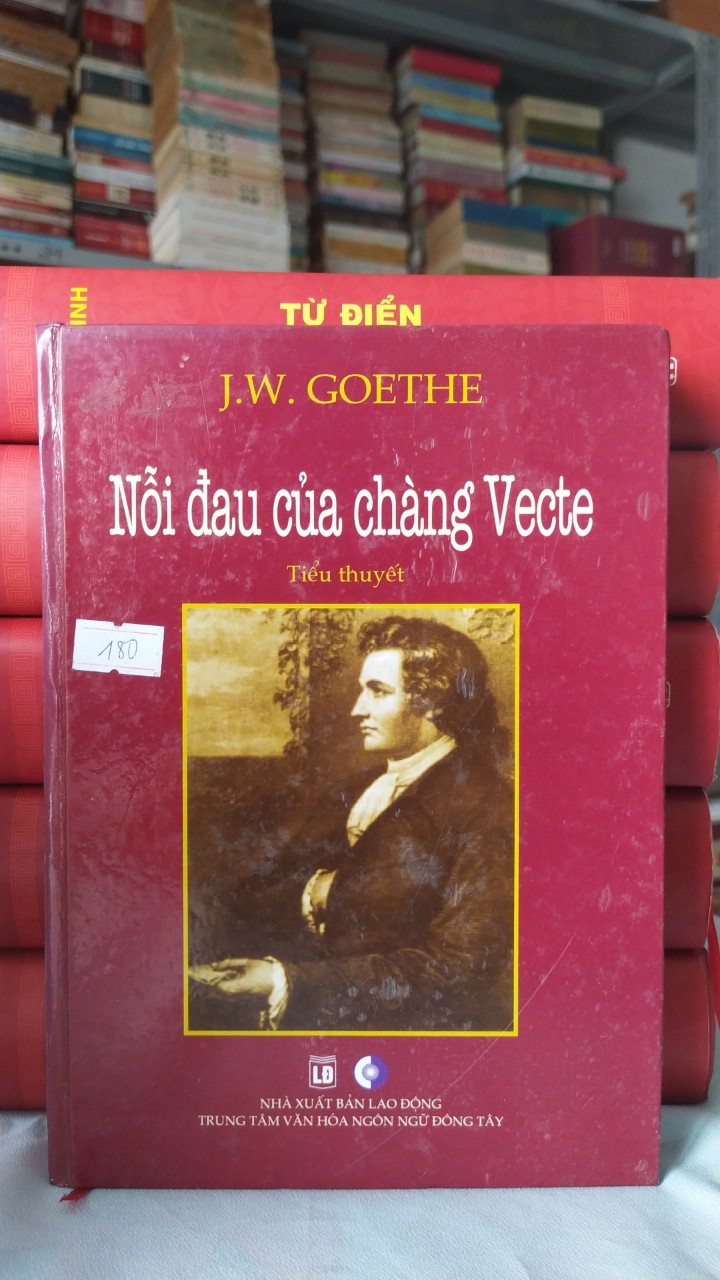 TỪ ĐIỂN
J.W. GOETHE
Nỗi đau của chàng Vecte
Tiểu thuyết
180
LĐ
NHÀ XUẤT BẢN LAO ĐỘNG
TRUNG TÂM VĂN HÓA NGÔN NGỮ ĐÔNG TÂY